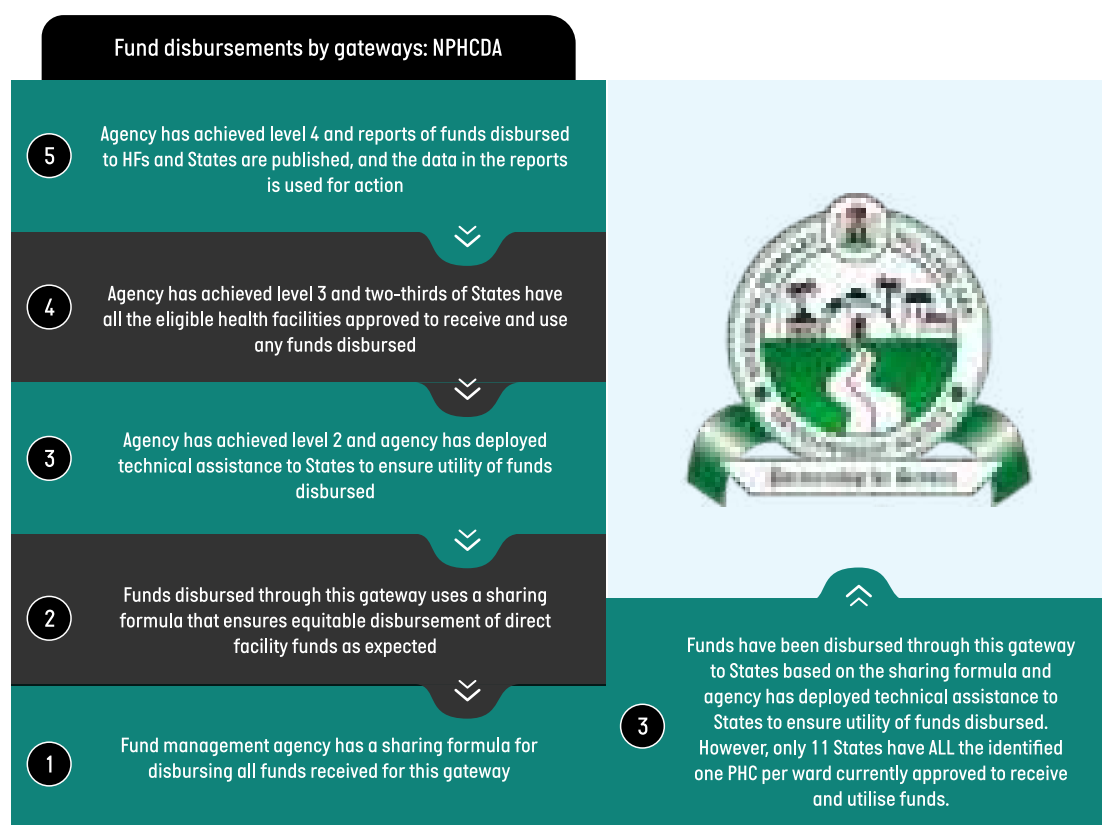 Fund disbursements by gateways: NPHCDA
5
Agency has achieved level 4 and reports of funds disbursed
to HFs and States are published, and the data in the reports
is used for action
4
Agency has achieved level 3 and two-thirds of States have
all the eligible health facilities approved to receive and use
any funds disbursed
3
Agency has achieved level 2 and agency has deployed
technical assistance to States to ensure utility of funds
disbursed
2
Funds disbursed through this gateway uses a sharing
formula that ensures equitable disbursement of direct
facility funds as expected
1
Fund management agency has a sharing formula for
disbursing all funds received for this gateway
3
Funds have been disbursed through this gateway
to States based on the sharing formula and
agency has deployed technical assistance to
States to ensure utility of funds disbursed.
However, only 11 States have ALL the identified
one PHC per ward currently approved to receive
and utilise funds.